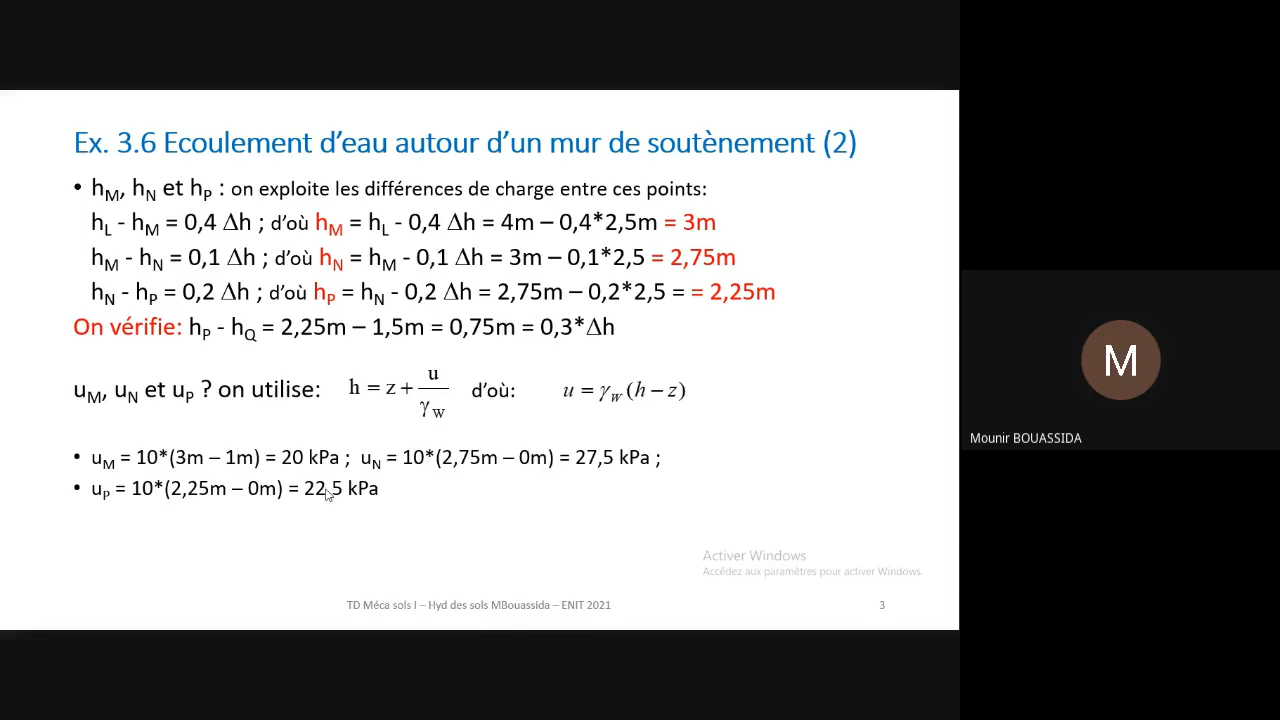 Ex. 3.6 Ecoulement d’eau autour d’un mur de soutènement (2)
• hM, hN et hP : on exploite les différences de charge entre ces points:
hL - hM = 0,4 Δh ; d’où hM = hL - 0,4 Δh = 4m – 0,4*2,5m = 3m
hM - hN = 0,1 Δh ; d’où hN = hM - 0,1 Δh = 3m – 0,1*2,5 = 2,75m
hN - hP = 0,2 Δh ; d’où hP = hN - 0,2 Δh = 2,75m – 0,2*2,5 = = 2,25m
On vérifie: hP - hQ = 2,25m – 1,5m = 0,75m = 0,3*Δh
uM, uN et uP ? on utilise: h = z + u/γw d’où: u = γw (h − z)
• uM = 10*(3m – 1m) = 20 kPa ; uN = 10*(2,75m – 0m) = 27,5 kPa ;
• uP = 10*(2,25m – 0m) = 22,5 kPa
Activer Windows
Accédez aux paramètres pour activer Windows.
TD Méca sols I – Hyd des sols MBouassida – ENIT 2021
3
M
Mounir BOUASSIDA